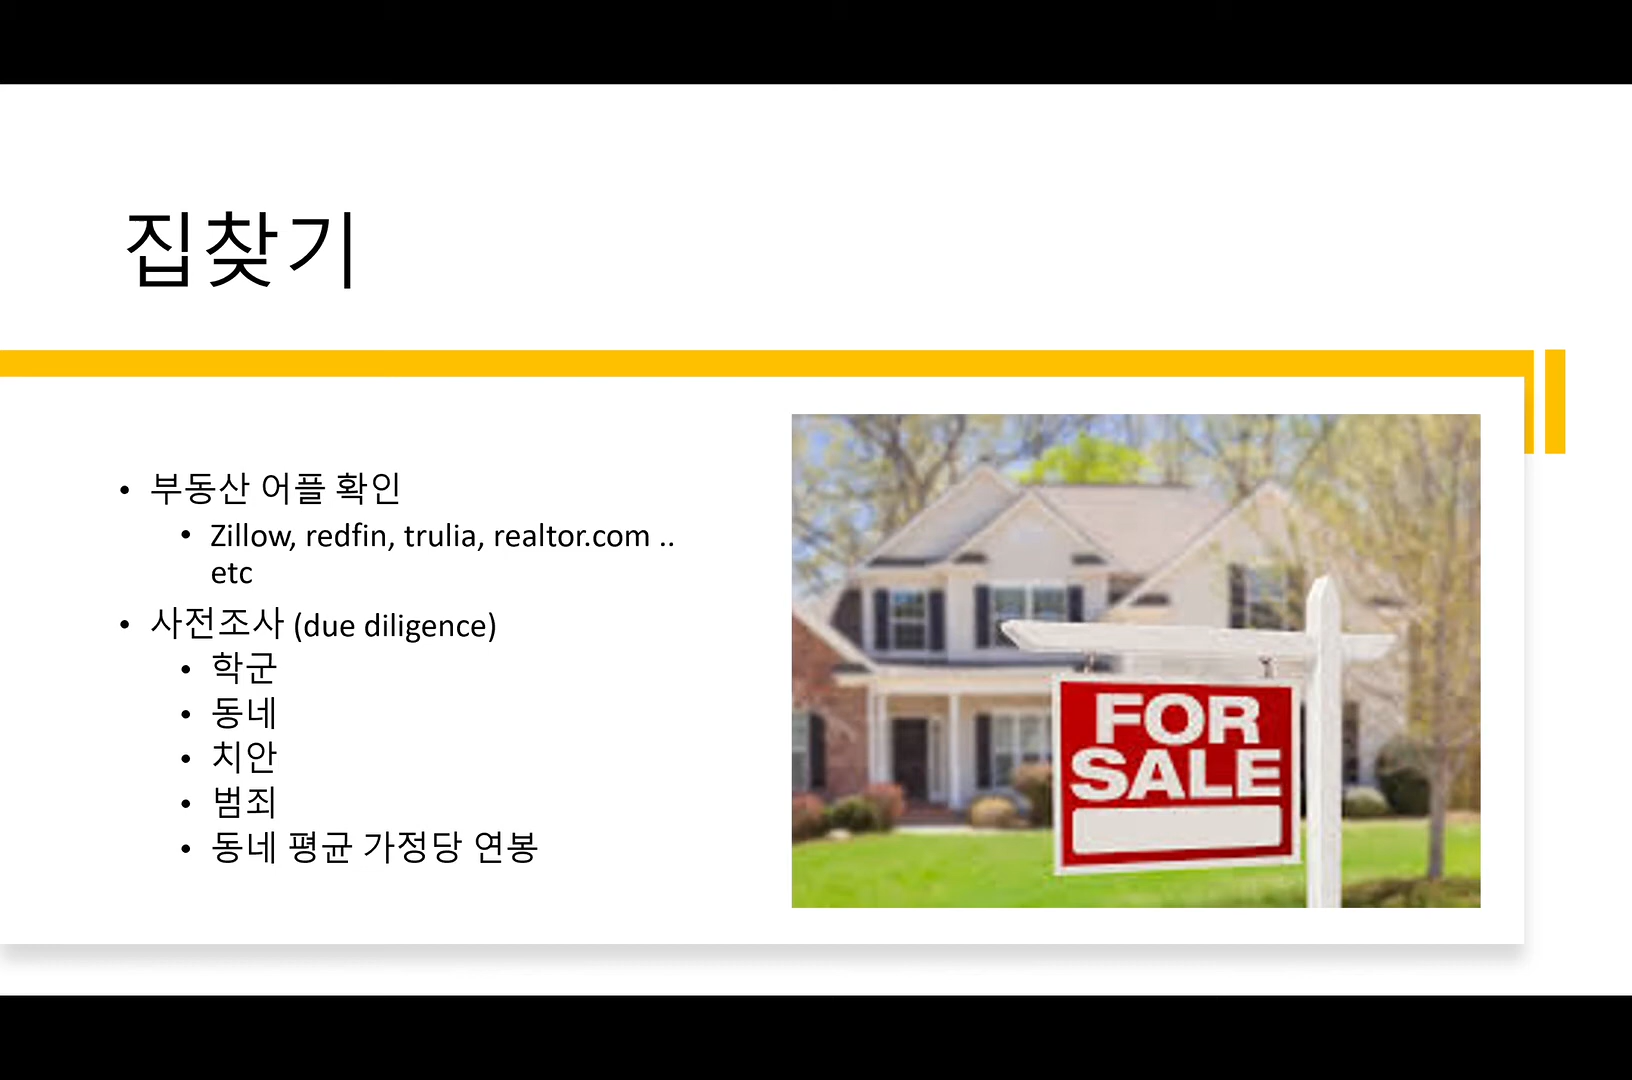 집찾기
• 부동산 어플 확인
• Zillow, redfin, trulia, realtor.com ..
etc
• 사전조사 (due diligence)
• 학군
• 동네
• 치안
• 범죄
• 동네 평균 가정당 연봉
FOR
SALE